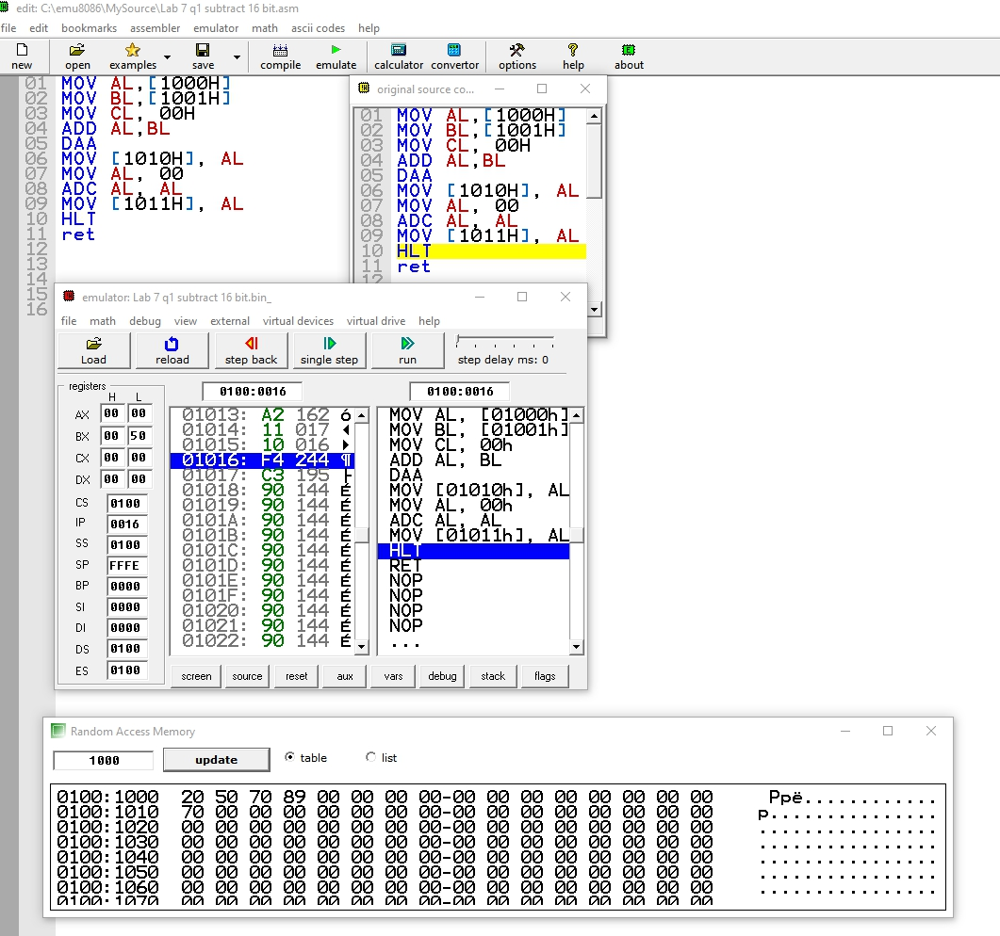 edit: C:\emu8086\MySource\Lab 7 q1 subtract 16 bit.asm
file edit bookmarks assembler emulator math ascii codes help
new open examples save compile emulate calculator convertor options help about
01 MOV AL,[1000H]
02 MOV BL,[1001H]
03 MOV CL, 00H
04 ADD AL,BL
05 DAA
06 MOV [1010H], AL
07 MOV AL, 00
08 ADC AL, AL
09 MOV [1011H], AL
10 HLT
11 ret
12
13
14
15
16
original source co...
01 MOV AL,[1000H]
02 MOV BL,[1001H]
03 MOV CL, 00H
04 ADD AL,BL
05 DAA
06 MOV [1010H], AL
07 MOV AL, 00
08 ADC AL, AL
09 MOV [1011H], AL
10 HLT
11 ret
12
emulator: Lab 7 q1 subtract 16 bit.bin_
file math debug view external virtual devices virtual drive help
Load reload step back single step run step delay ms: 0
registers
H L
AX 00 00
BX 00 50
CX 00 00
DX 00 00
CS 0100
IP 0016
SS 0100
SP FFFE
BP 0000
SI 0000
DI 0000
DS 0100
ES 0100
0100:0016
01013: A2 162 ó
01014: 11 017 ◄
01015: 10 016 ►
01016: F4 244 ¶
01017: C3 195 ├
01018: 90 144 É
01019: 90 144 É
0101A: 90 144 É
0101B: 90 144 É
0101C: 90 144 É
0101D: 90 144 É
0101E: 90 144 É
0101F: 90 144 É
01020: 90 144 É
01021: 90 144 É
01022: 90 144 É
0100:0016
MOV AL, [01000h]
MOV BL, [01001h]
MOV CL, 00h
ADD AL, BL
DAA
MOV [01010h], AL
MOV AL, 00h
ADC AL, AL
MOV [01011h], AL
HLT
RET
NOP
NOP
NOP
NOP
...
screen source reset aux vars debug stack flags
Random Access Memory
1000 update table list
0100:1000 20 50 70 89 00 00 00 00-00 00 00 00 00 00 00 00 Ppë............
0100:1010 70 00 00 00 00 00 00 00-00 00 00 00 00 00 00 00 p...............
0100:1020 00 00 00 00 00 00 00 00-00 00 00 00 00 00 00 00 ................
0100:1030 00 00 00 00 00 00 00 00-00 00 00 00 00 00 00 00 ................
0100:1040 00 00 00 00 00 00 00 00-00 00 00 00 00 00 00 00 ................
0100:1050 00 00 00 00 00 00 00 00-00 00 00 00 00 00 00 00 ................
0100:1060 00 00 00 00 00 00 00 00-00 00 00 00 00 00 00 00 ................
0100:1070 00 00 00 00 00 00 00 00-00 00 00 00 00 00 00 00